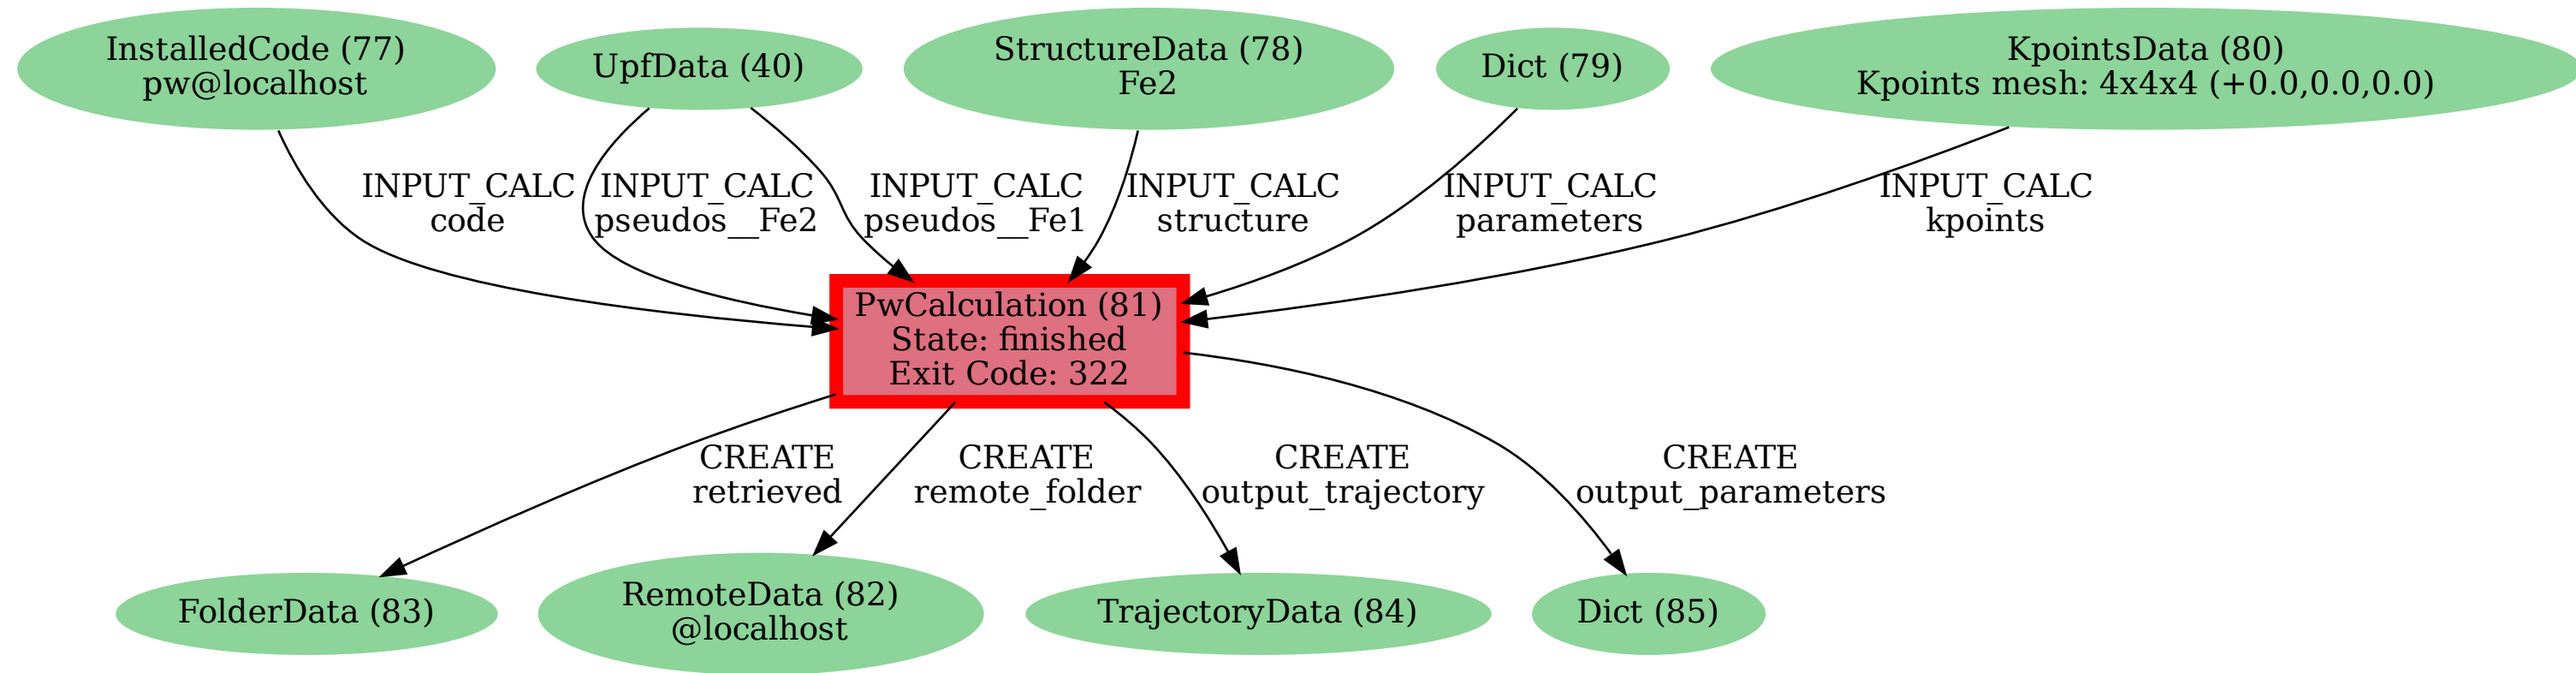 InstalledCode (77)
pw@localhost
UpfData (40)
StructureData (78)
Fe2
Dict (79)
KpointsData (80)
Kpoints mesh: 4x4x4 (+0.0,0.0,0.0)
INPUT_CALC
code
INPUT_CALC
pseudos__Fe2
INPUT_CALC
pseudos__Fe1
INPUT_CALC
structure
INPUT_CALC
parameters
INPUT_CALC
kpoints
PwCalculation (81)
State: finished
Exit Code: 322
CREATE
retrieved
CREATE
remote_folder
CREATE
output_trajectory
CREATE
output_parameters
FolderData (83)
RemoteData (82)
@localhost
TrajectoryData (84)
Dict (85)